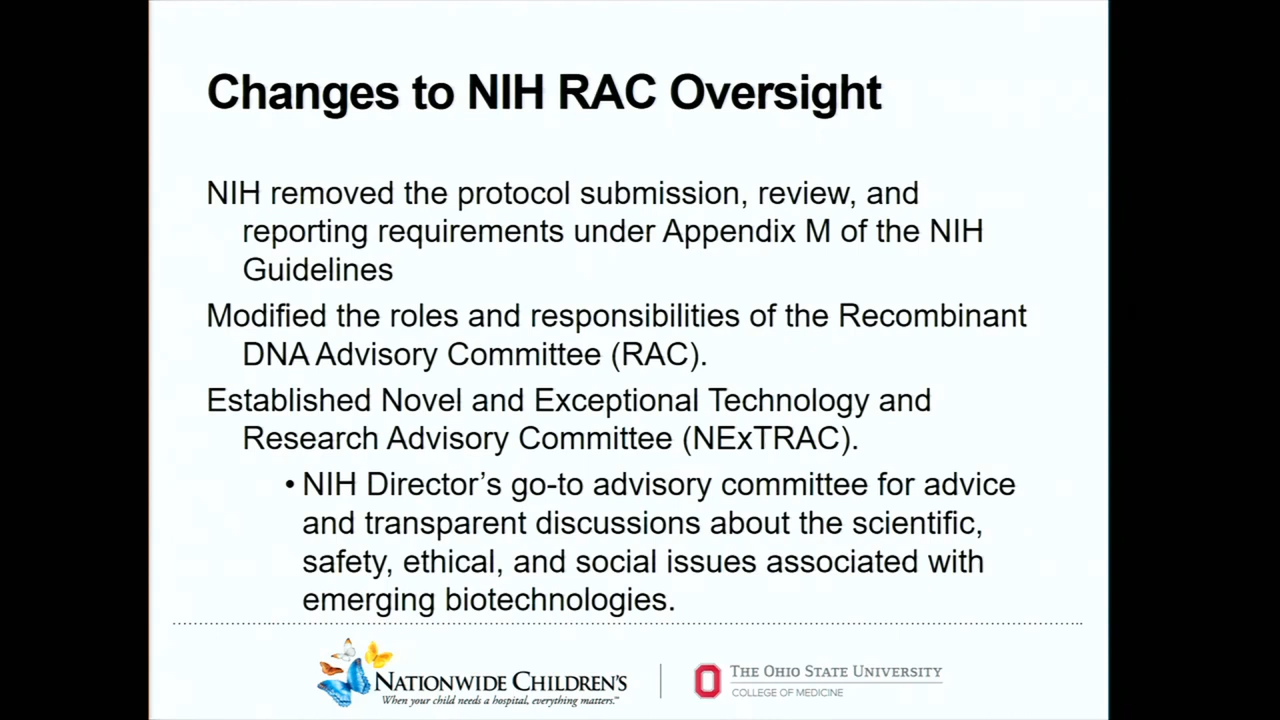 Changes to NIH RAC Oversight
NIH removed the protocol submission, review, and
reporting requirements under Appendix M of the NIH
Guidelines
Modified the roles and responsibilities of the Recombinant
DNA Advisory Committee (RAC).
Established Novel and Exceptional Technology and
Research Advisory Committee (NExTRAC).
• NIH Director's go-to advisory committee for advice
and transparent discussions about the scientific,
safety, ethical, and social issues associated with
emerging biotechnologies.
NATIONWIDE CHILDREN'S
When your child needs a hospital, everything matters.™
THE OHIO STATE UNIVERSITY
COLLEGE OF MEDICINE